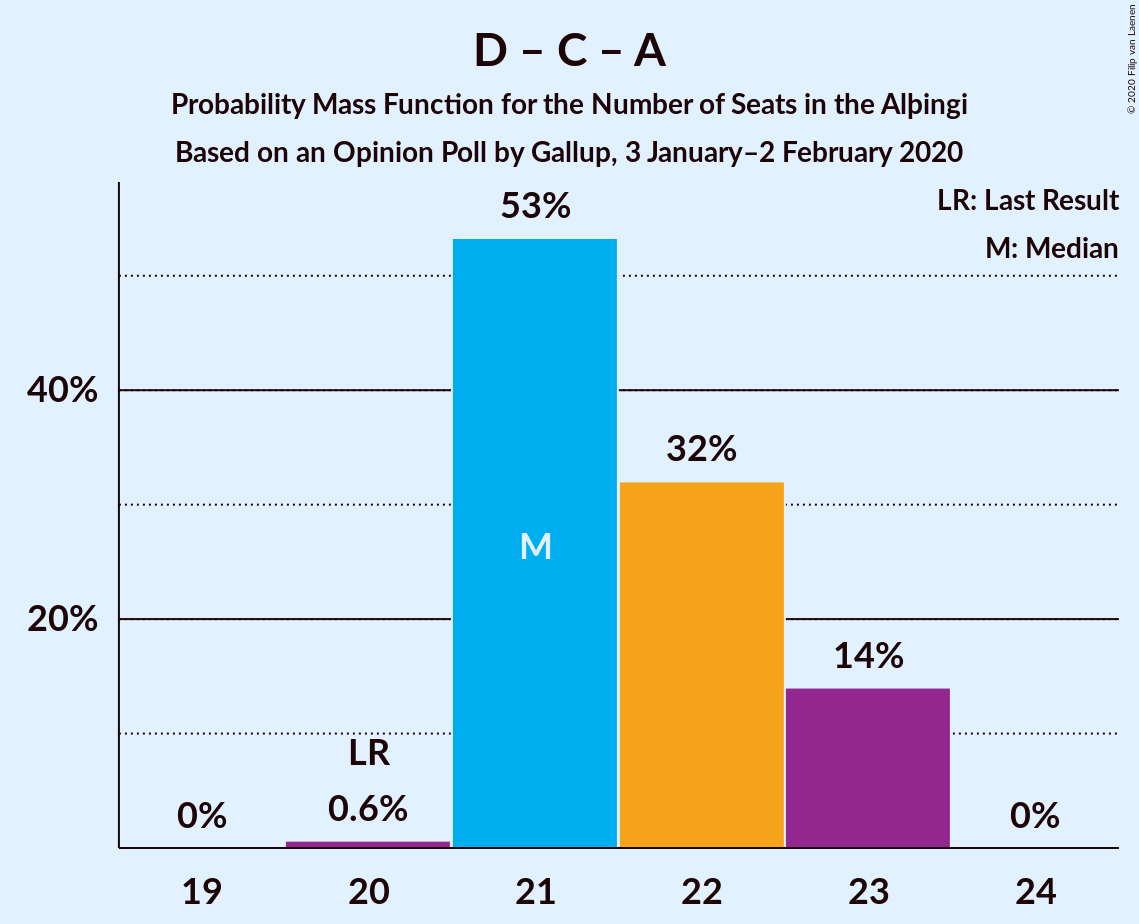 D – C – A
Probability Mass Function for the Number of Seats in the Alþingi
Based on an Opinion Poll by Gallup, 3 January–2 February 2020
© 2020 Filip van Laenen
LR: Last Result
M: Median
53%
40%
32%
M
20%
14%
LR
0%
0.6%
0%
19
20
21
22
23
24